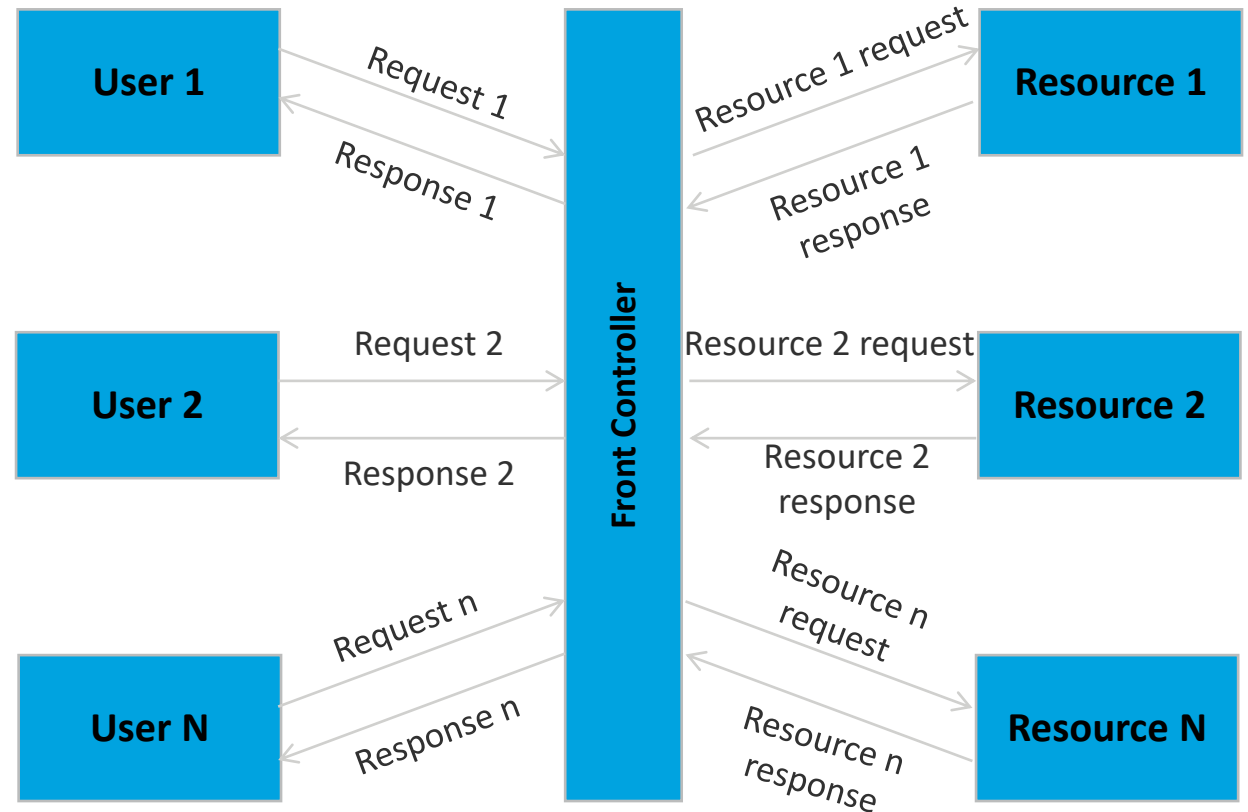 User 1
Request 1
Response 1
Resource 1 request
Resource 1
response
Resource 1
User 2
Request 2
Response 2
Front Controller
Resource 2 request
Resource 2
response
Resource 2
User N
Request n
Response n
Resource n
request
Resource n
response
Resource N